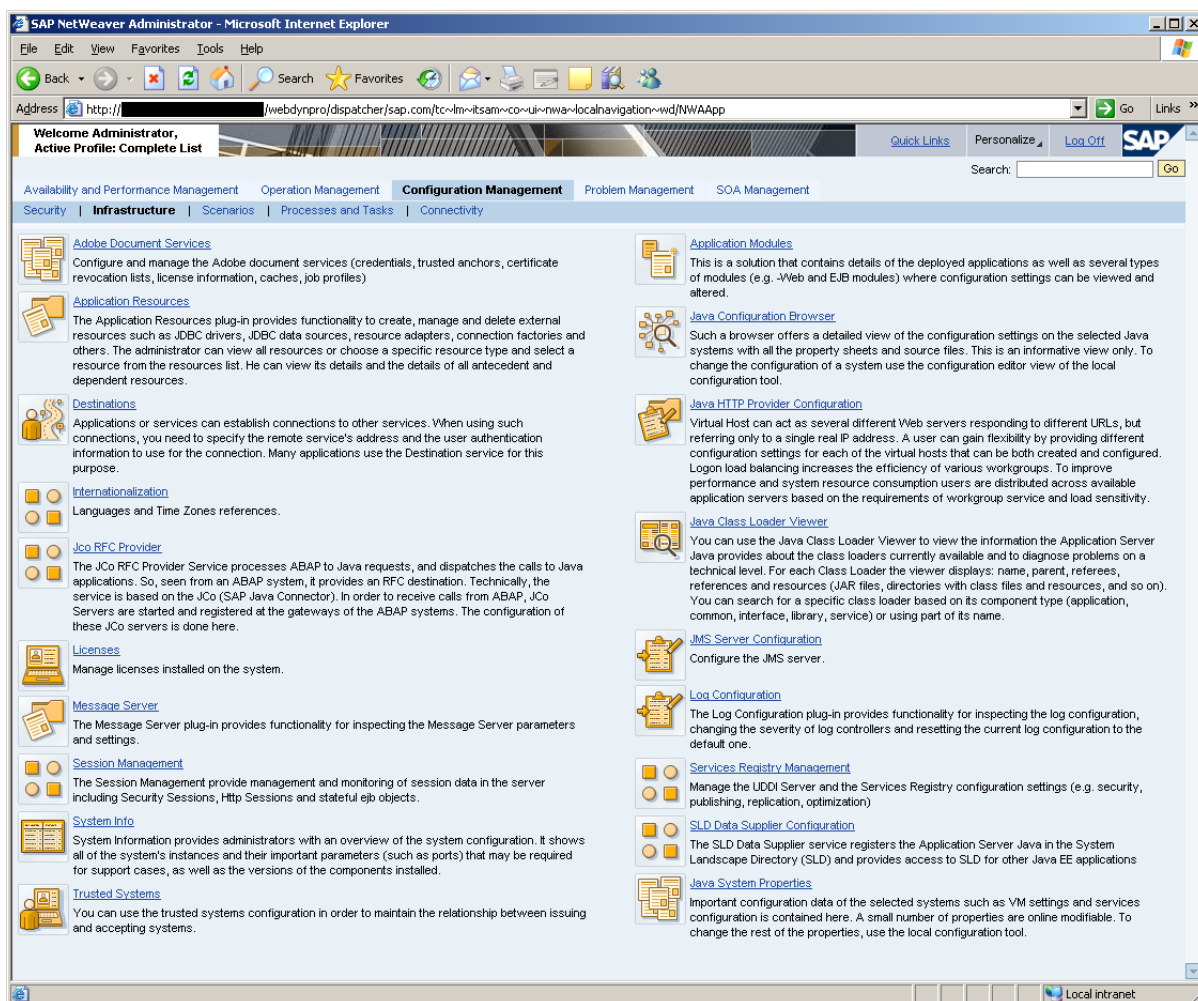 SAP NetWeaver Administrator - Microsoft Internet Explorer
File Edit View Favorites Tools Help
Back Search Favorites
Address http:// /webdynpro/dispatcher/sap.com/tc~lm~itsam~co~ui~nwa~localnavigation~wd/NWAApp Go Links »
Welcome Administrator,
Active Profile: Complete List
Quick Links Personalize Log Off SAP
Search: Go
Availability and Performance Management Operation Management Configuration Management Problem Management SOA Management
Security | Infrastructure | Scenarios | Processes and Tasks | Connectivity
Adobe Document Services
Configure and manage the Adobe document services (credentials, trusted anchors, certificate
revocation lists, license information, caches, job profiles)
Application Resources
The Application Resources plug-in provides functionality to create, manage and delete external
resources such as JDBC drivers, JDBC data sources, resource adapters, connection factories and
others. The administrator can view all resources or choose a specific resource type and select a
resource from the resources list. He can view its details and the details of all antecedent and
dependent resources.
Destinations
Applications or services can establish connections to other services. When using such
connections, you need to specify the remote service's address and the user authentication
information to use for the connection. Many applications use the Destination service for this
purpose.
Internationalization
Languages and Time Zones references.
Jco RFC Provider
The JCo RFC Provider Service processes ABAP to Java requests, and dispatches the calls to Java
applications. So, seen from an ABAP system, it provides an RFC destination. Technically, the
service is based on the JCo (SAP Java Connector). In order to receive calls from ABAP, JCo
Servers are started and registered at the gateways of the ABAP systems. The configuration of
these JCo servers is done here.
Licenses
Manage licenses installed on the system.
Message Server
The Message Server plug-in provides functionality for inspecting the Message Server parameters
and settings.
Session Management
The Session Management provide management and monitoring of session data in the server
including Security Sessions, Http Sessions and stateful ejb objects.
System Info
System Information provides administrators with an overview of the system configuration. It shows
all of the system's instances and their important parameters (such as ports) that may be required
for support cases, as well as the versions of the components installed.
Trusted Systems
You can use the trusted systems configuration in order to maintain the relationship between issuing
and accepting systems.
Application Modules
This is a solution that contains details of the deployed applications as well as several types
of modules (e.g. -Web and EJB modules) where configuration settings can be viewed and
altered.
Java Configuration Browser
Such a browser offers a detailed view of the configuration settings on the selected Java
systems with all the property sheets and source files. This is an informative view only. To
change the configuration of a system use the configuration editor view of the local
configuration tool.
Java HTTP Provider Configuration
Virtual Host can act as several different Web servers responding to different URLs, but
referring only to a single real IP address. A user can gain flexibility by providing different
configuration settings for each of the virtual hosts that can be both created and configured.
Logon load balancing increases the efficiency of various workgroups. To improve
performance and system resource consumption users are distributed across available
application servers based on the requirements of workgroup service and load sensitivity.
Java Class Loader Viewer
You can use the Java Class Loader Viewer to view the information the Application Server
Java provides about the class loaders currently available and to diagnose problems on a
technical level. For each Class Loader the viewer displays: name, parent, referees,
references and resources (JAR files, directories with class files and resources, and so on).
You can search for a specific class loader based on its component type (application,
common, interface, library, service) or using part of its name.
JMS Server Configuration
Configure the JMS server.
Log Configuration
The Log Configuration plug-in provides functionality for inspecting the log configuration,
changing the severity of log controllers and resetting the current log configuration to the
default one.
Services Registry Management
Manage the UDDI Server and the Services Registry configuration settings (e.g. security,
publishing, replication, optimization)
SLD Data Supplier Configuration
The SLD Data Supplier service registers the Application Server Java in the System
Landscape Directory (SLD) and provides access to SLD for other Java EE applications
Java System Properties
Important configuration data of the selected systems such as VM settings and services
configuration is contained here. A small number of properties are online modifiable. To
change the rest of the properties, use the local configuration tool.
Local intranet